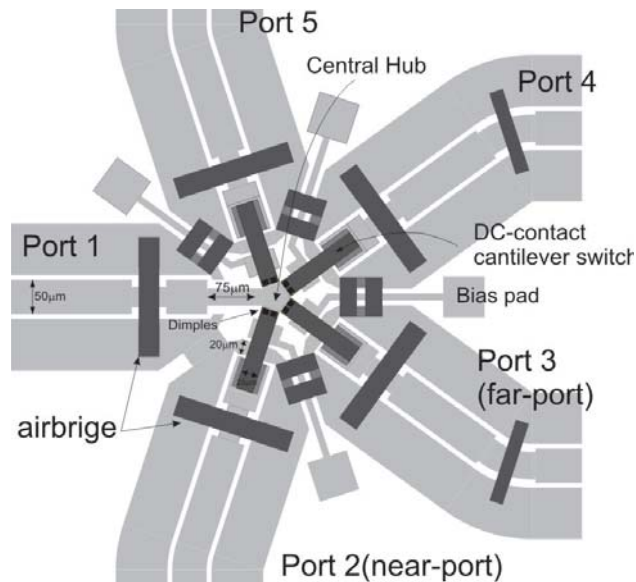 Port 5
Central Hub
Port 4
DC-contact
cantilever switch
Port 1
50μm
75μm
Bias pad
Dimples
20μm
Port 3
(far-port)
airbrige
Port 2(near-port)